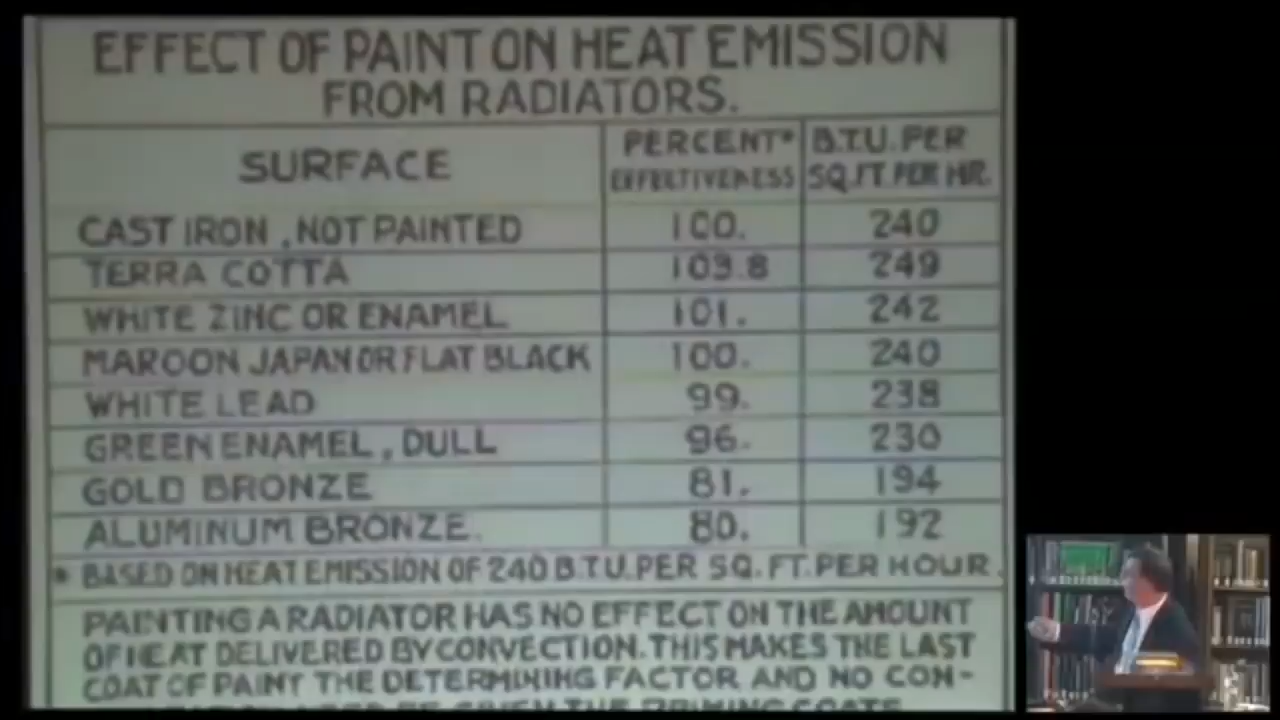 EFFECT OF PAINT ON HEAT EMISSION
FROM RADIATORS.
SURFACE PERCENT* EFFECTIVENESS B.T.U. PER SQ. FT. PER HR.
CAST IRON, NOT PAINTED 100. 240
TERRA COTTA 103.8 249
WHITE ZINC OR ENAMEL 101. 242
MAROON JAPAN OR FLAT BLACK 100. 240
WHITE LEAD 99. 238
GREEN ENAMEL, DULL 96. 230
GOLD BRONZE 81. 194
ALUMINUM BRONZE. 80. 192
* BASED ON HEAT EMISSION OF 240 B.T.U. PER SQ. FT. PER HOUR.
PAINTING A RADIATOR HAS NO EFFECT ON THE AMOUNT
OF HEAT DELIVERED BY CONVECTION. THIS MAKES THE LAST
COAT OF PAINT THE DETERMINING FACTOR AND NO CON-
THE PRIMING COATS